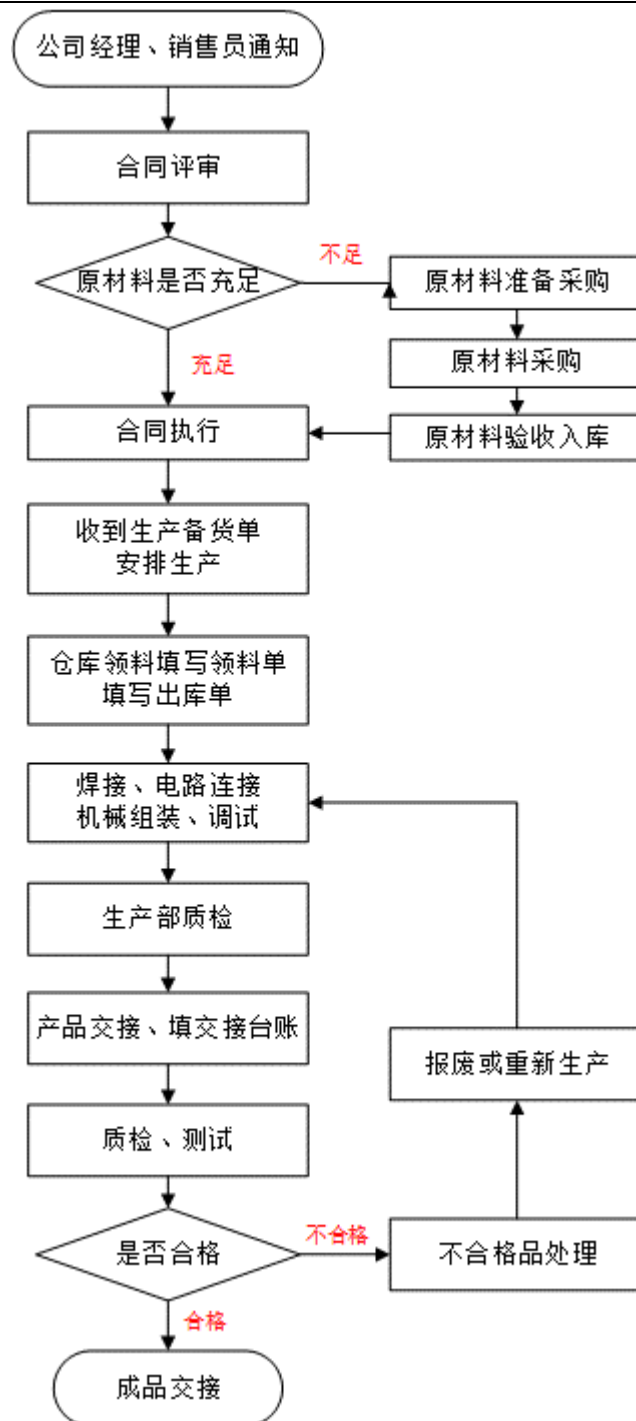 公司经理、销售员通知
合同评审
原材料是否充足
不足
原材料准备采购
原材料采购
充足
合同执行
原材料验收入库
收到生产备货单
安排生产
仓库领料填写领料单
填写出库单
焊接、电路连接
机械组装、调试
生产部质检
产品交接、填交接台账
报废或重新生产
质检、测试
是否合格
不合格
不合格品处理
合格
成品交接